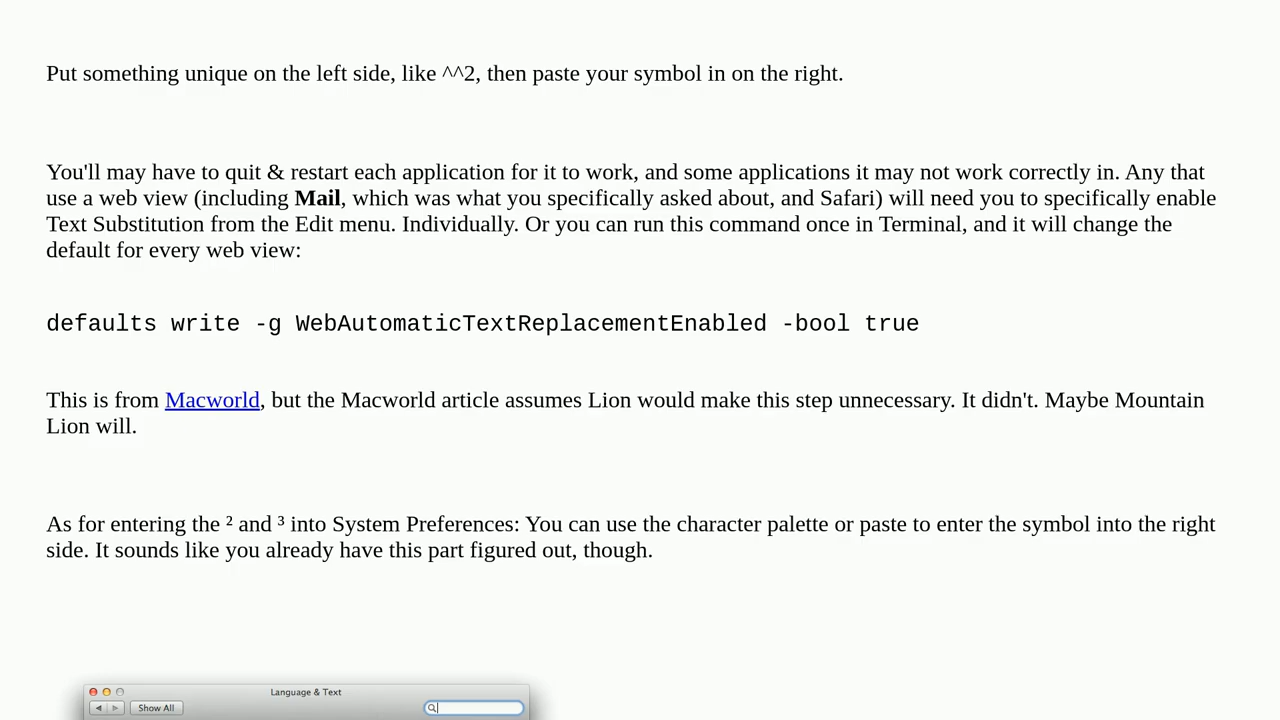 Put something unique on the left side, like ^^2, then paste your symbol in on the right.
You'll may have to quit & restart each application for it to work, and some applications it may not work correctly in. Any that
use a web view (including Mail, which was what you specifically asked about, and Safari) will need you to specifically enable
Text Substitution from the Edit menu. Individually. Or you can run this command once in Terminal, and it will change the
default for every web view:
defaults write -g WebAutomaticTextReplacementEnabled -bool true
This is from Macworld, but the Macworld article assumes Lion would make this step unnecessary. It didn't. Maybe Mountain
Lion will.
As for entering the ² and ³ into System Preferences: You can use the character palette or paste to enter the symbol into the right
side. It sounds like you already have this part figured out, though.
Language & Text
Show All